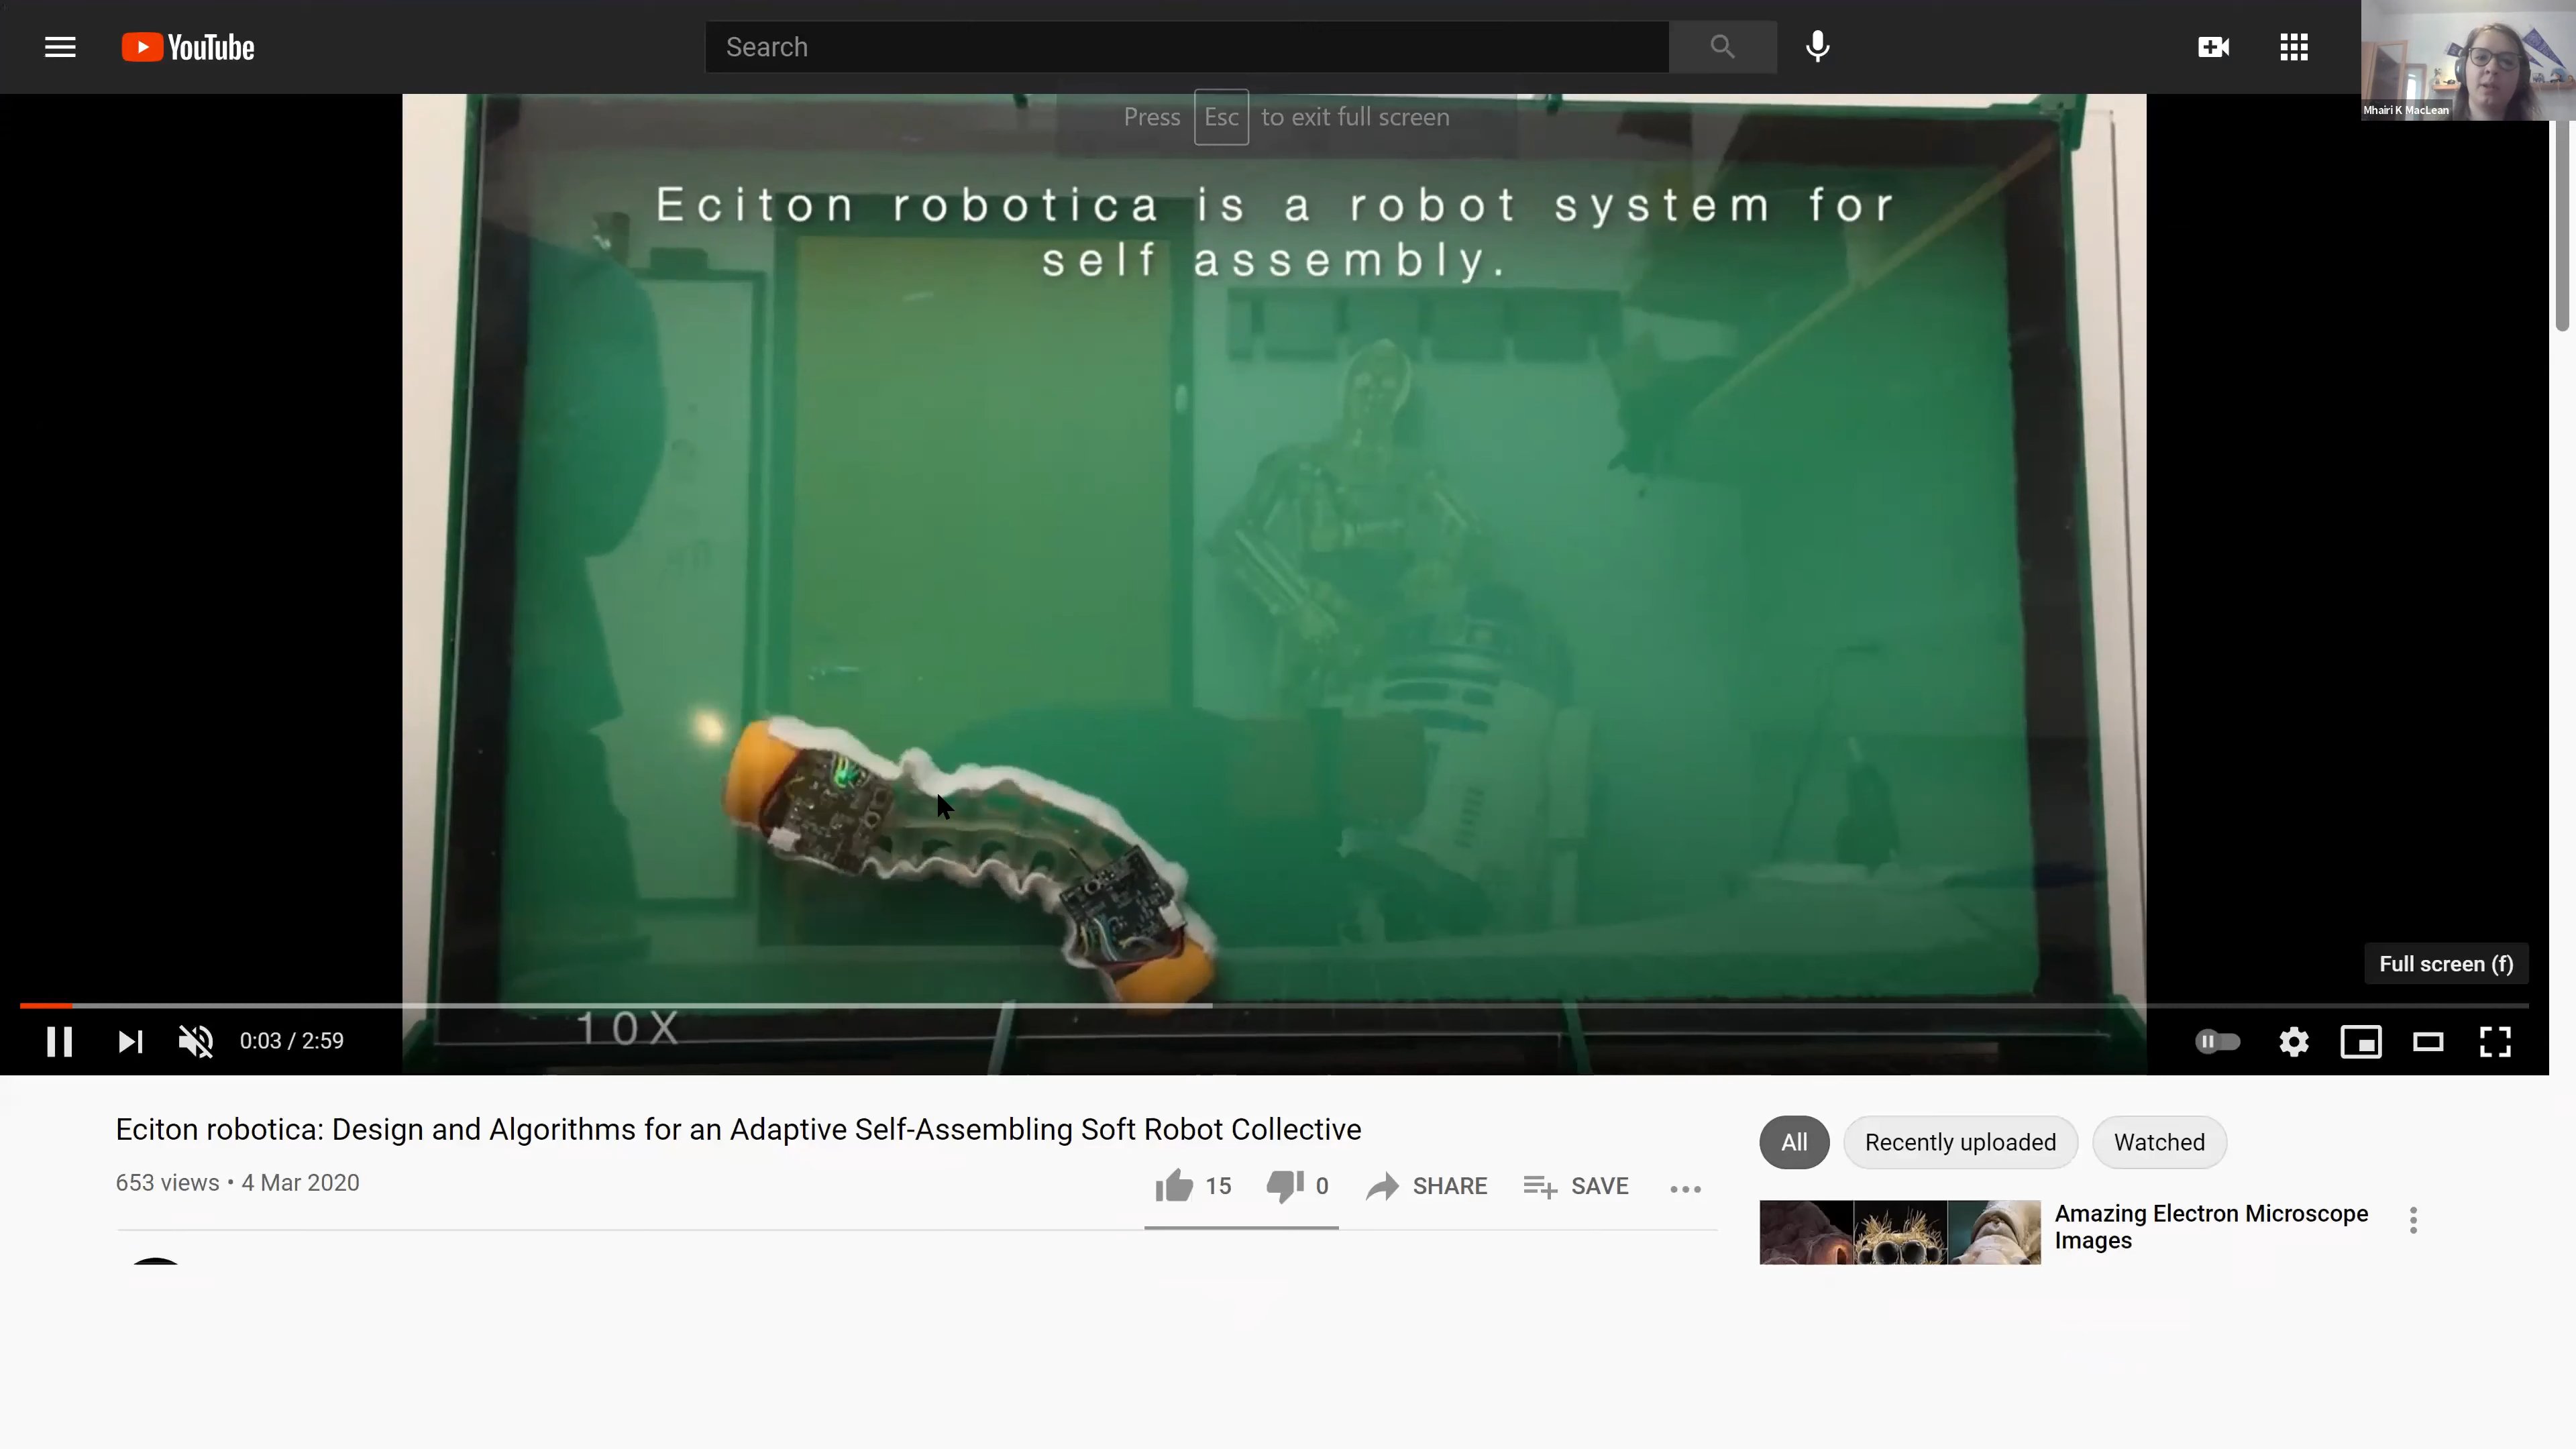 YouTube
Search
Mhairi K MacLean
Press Esc to exit full screen
Eciton robotica is a robot system for
self assembly.
Full screen (f)
10X
0:03 / 2:59
Eciton robotica: Design and Algorithms for an Adaptive Self-Assembling Soft Robot Collective
653 views • 4 Mar 2020
15
0
SHARE
SAVE
All
Recently uploaded
Watched
Amazing Electron Microscope
Images